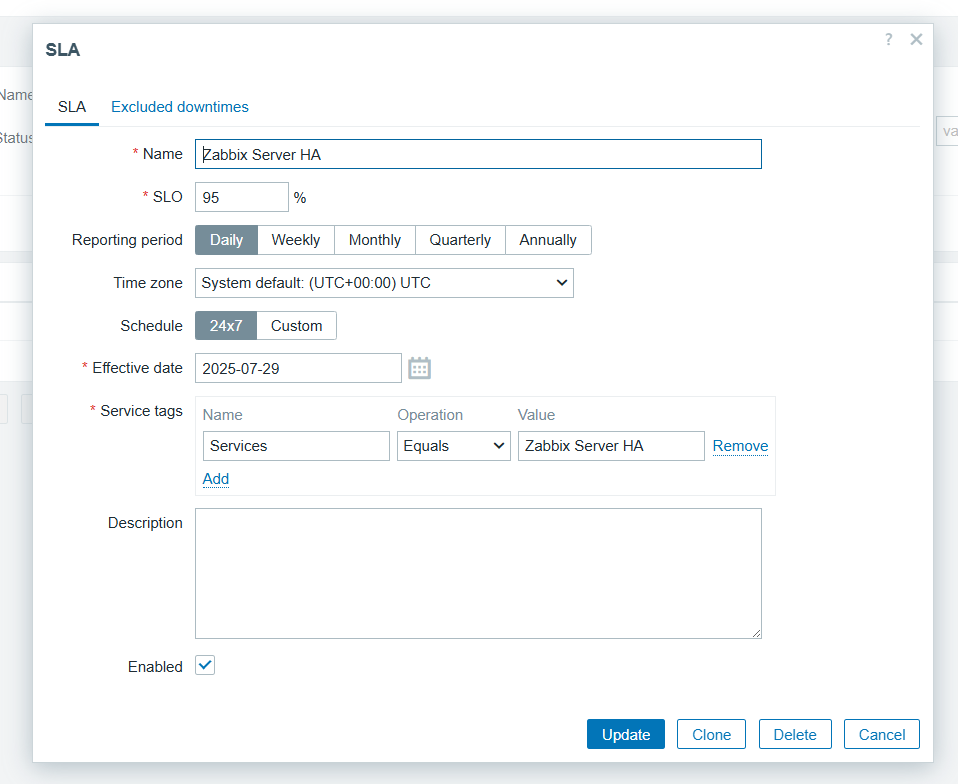 SLA
?
SLA Excluded downtimes
Name
* Name Zabbix Server HA
Status
va
* SLO 95 %
Reporting period Daily Weekly Monthly Quarterly Annually
Time zone System default: (UTC+00:00) UTC
Schedule 24x7 Custom
* Effective date 2025-07-29
* Service tags Name Operation Value
Services Equals Zabbix Server HA Remove
Add
Description
Enabled
Update Clone Delete Cancel